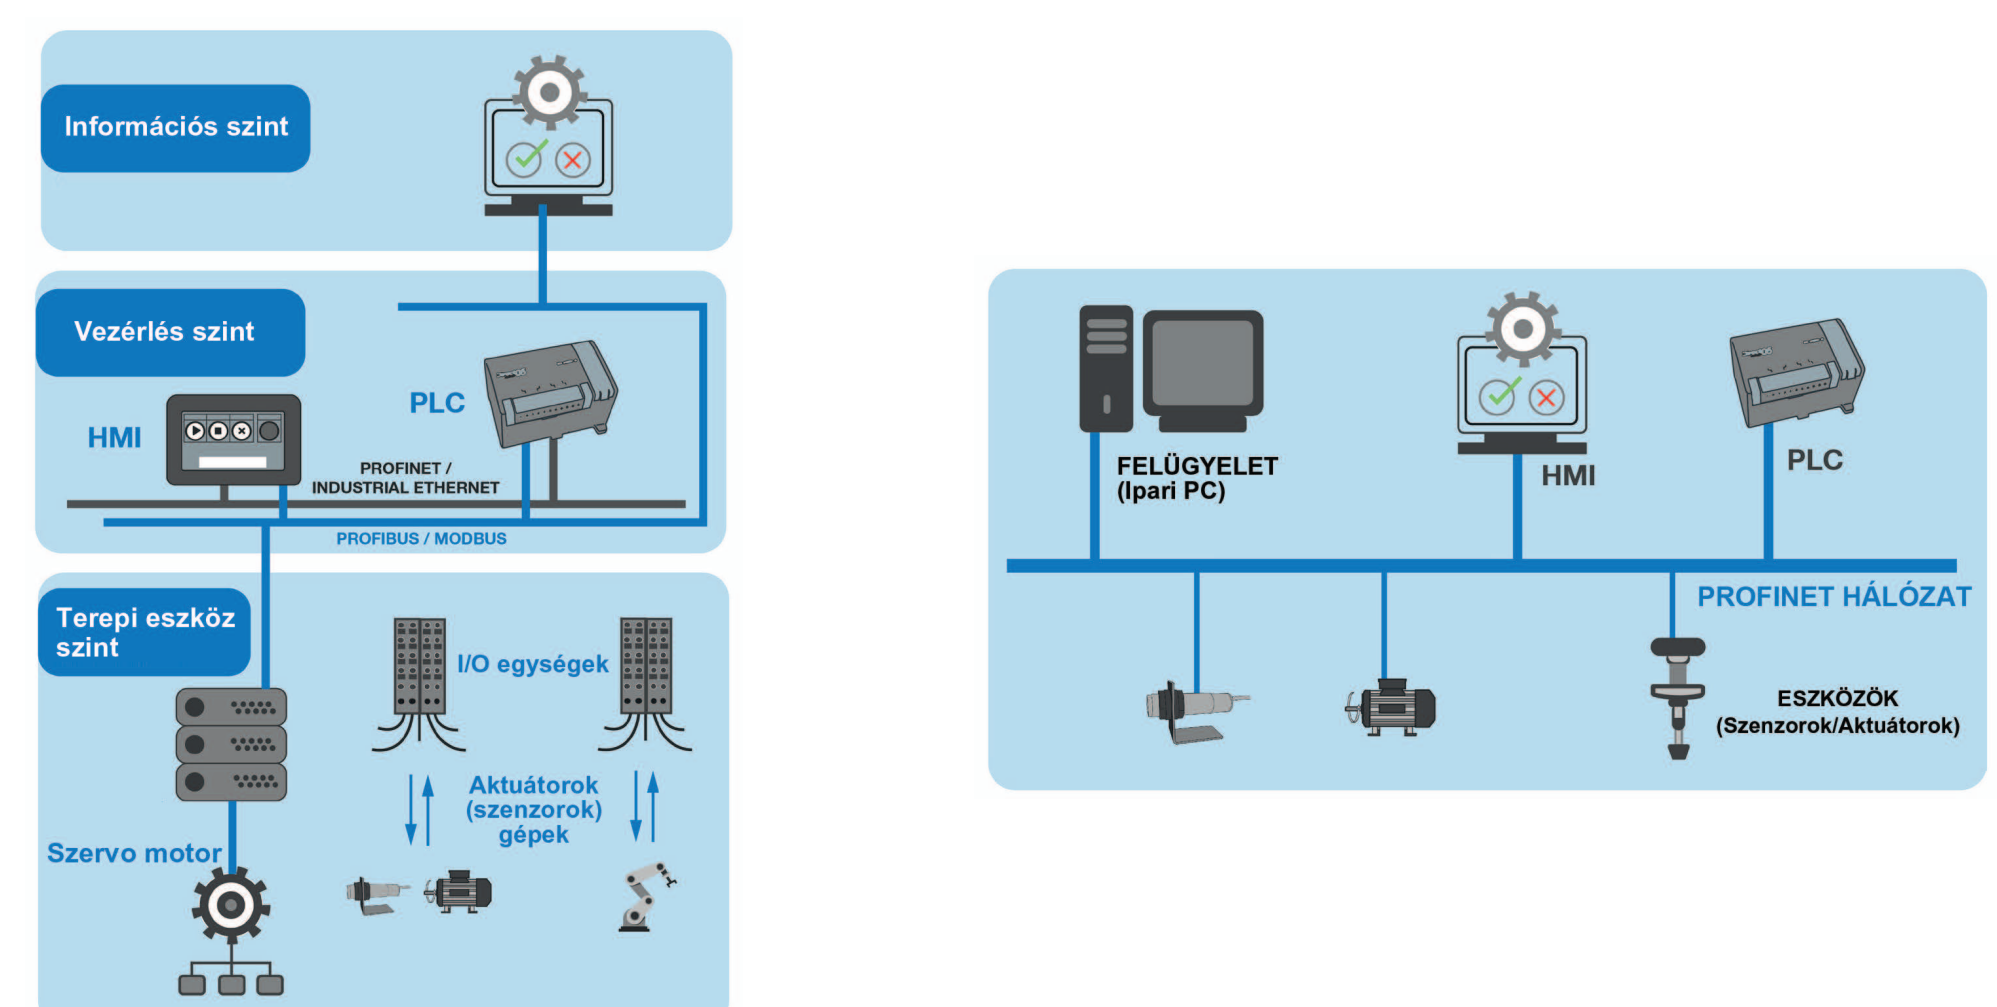 Információs szint
Vezérlés szint
PLC
HMI
PROFINET /
INDUSTRIAL ETHERNET
PROFIBUS / MODBUS
Terepi eszköz
szint
I/O egységek
Aktuátorok
(szenzorok)
gépek
Szervo motor
FELÜGYELET
(Ipari PC)
HMI
PLC
PROFINET HÁLÓZAT
ESZKÖZÖK
(Szenzorok/Aktuátorok)